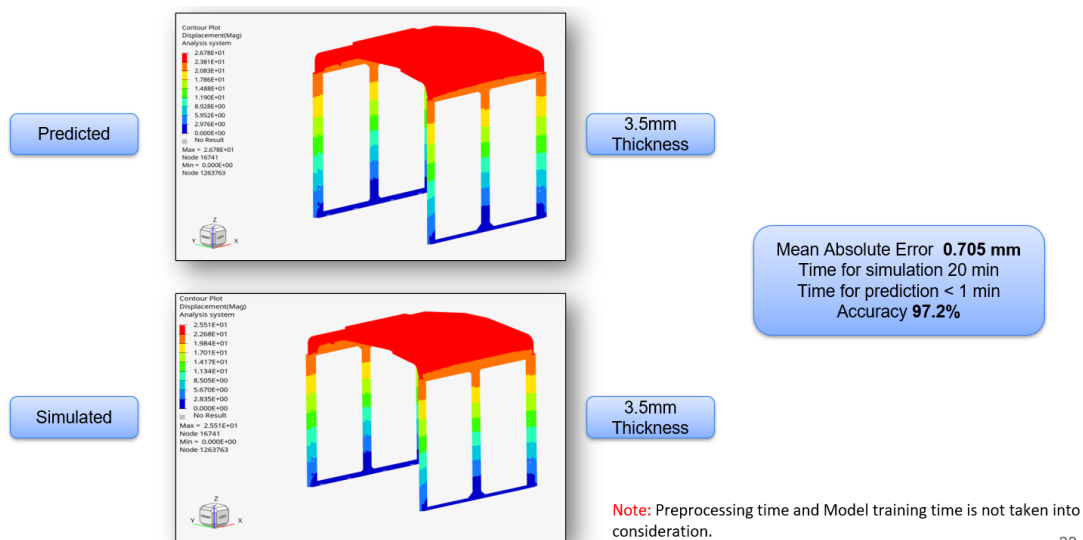 Contour Plot
Displacement(Mag)
Analysis system
2.678E+01
2.381E+01
2.083E+01
1.786E+01
1.488E+01
1.190E+01
8.928E+00
5.952E+00
2.976E+00
0.000E+00
No Result
Max = 2.678E+01
Node 16741
Min = 0.000E+00
Node 1263763
Z
Y
X
Predicted
3.5mm
Thickness
Mean Absolute Error 0.705 mm
Time for simulation 20 min
Time for prediction < 1 min
Accuracy 97.2%
Contour Plot
Displacement(Mag)
Analysis system
2.551E+01
2.268E+01
1.984E+01
1.701E+01
1.417E+01
1.134E+01
8.505E+00
5.670E+00
2.835E+00
0.000E+00
No Result
Max = 2.551E+01
Node 16741
Min = 0.000E+00
Node 1263763
Z
Y
X
Simulated
3.5mm
Thickness
Note: Preprocessing time and Model training time is not taken into
consideration.